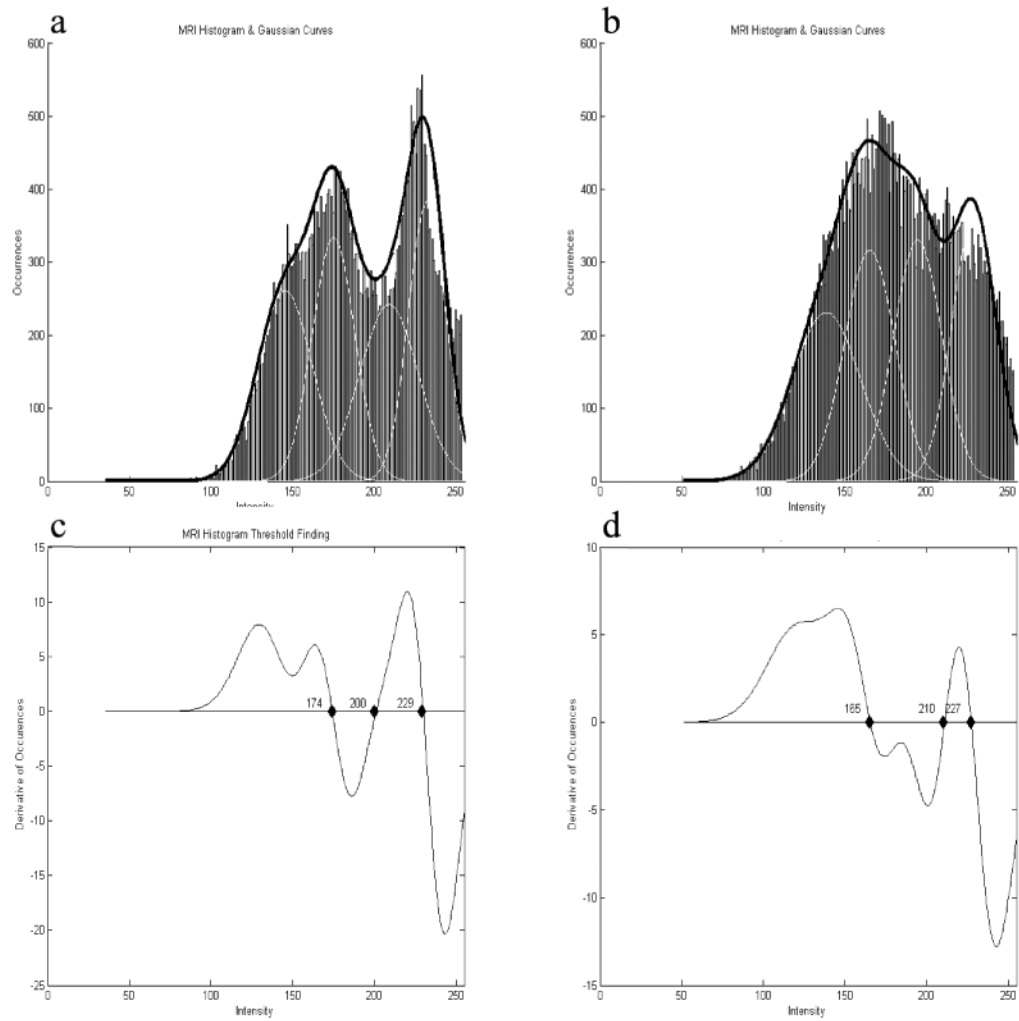 a
MRI Histogram & Gaussian Curves
600
500
400
300
200
100
0
Occurrences
0 50 100 150 200 250
b
MRI Histogram & Gaussian Curves
600
500
400
300
200
100
0
Occurrences
0 50 100 150 200 250
Intensity
c
MRI Histogram Threshold Finding
15
10
5
0
-5
-10
-15
-20
-25
Derivative of Occurences
174 200 229
0 50 100 150 200 250
Intensity
d
10
5
0
-5
-10
-15
Derivative of Occurences
165 210 227
0 50 100 150 200 250
Intensity